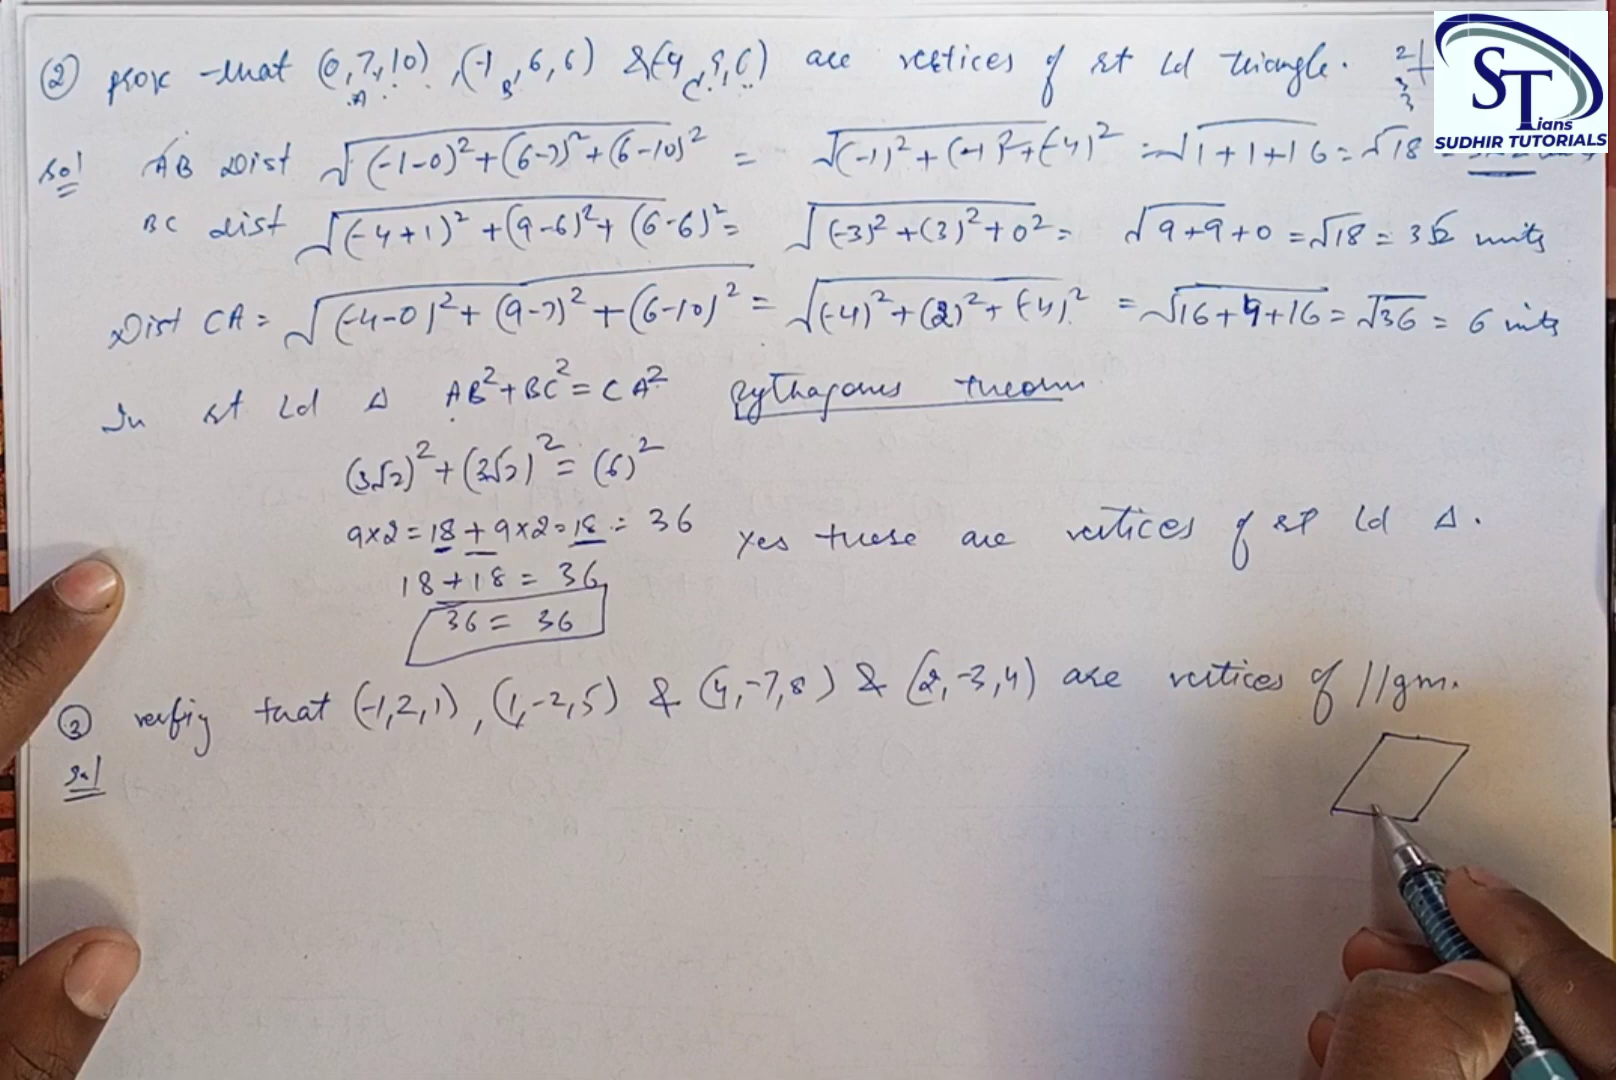 ② prove that (0,7,10), (-1,6,6) & (-4,9,6) are vertices of rt Ld triangle.
A B C
Sol AB Dist √(-1-0)²+(6-7)²+(6-10)² = √(-1)²+(-1)²+(-4)² = √1+1+16 = √18
BC dist √(-4+1)²+(9-6)²+(6-6)² = √(-3)²+(3)²+0² = √9+9+0 = √18 = 3√2 units
Dist CA = √(-4-0)²+(9-7)²+(6-10)² = √(-4)²+(2)²+(-4)² = √16+4+16 = √36 = 6 units
In rt Ld Δ AB²+BC²=CA² pythagorus theorm
(3√2)²+(3√2)²=(6)²
9×2=18+9×2=18=36 Yes these are vertices of rt Ld Δ.
18+18=36
36=36
③ verfiy that (-1,2,1), (1,-2,5) & (4,-7,8) & (2,-3,4) are vertices of //gm.
Sol
ST
ians
SUDHIR TUTORIALS